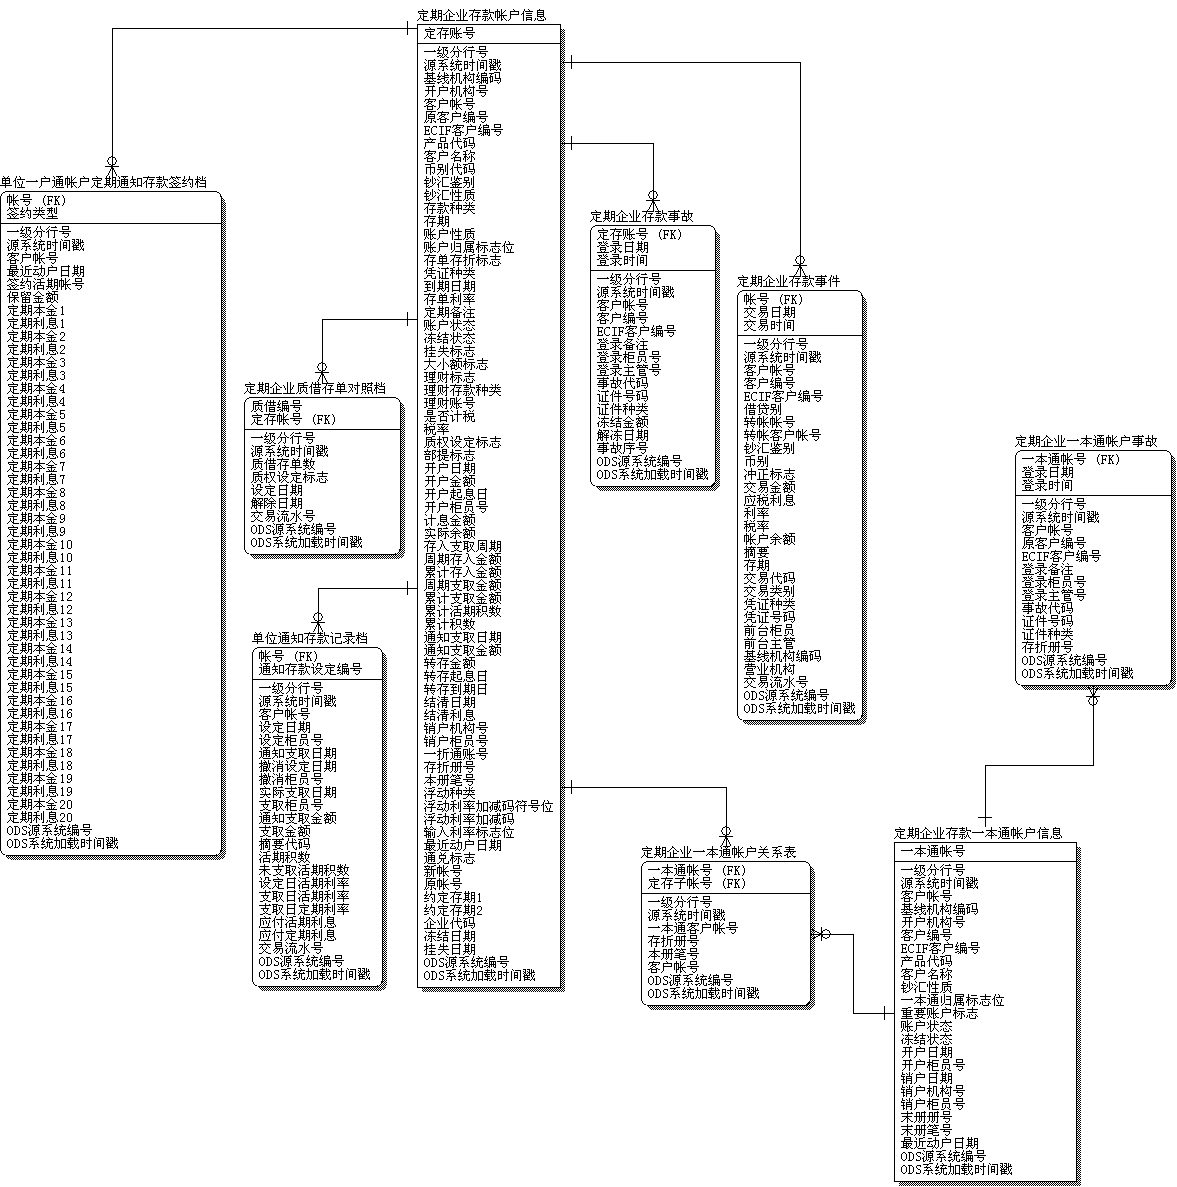 定期企业存款帐户信息
定存账号
一级分行号
源系统时间戳
基线机构编码
开户机构号
客户帐号
原客户编号
ECIF客户编号
产品代码
客户名称
币别代码
钞汇鉴别
钞汇性质
存款种类
存期
账户性质
账户归属标志位
存单存折标志
凭证种类
到期日期
存单利率
定期备注
账户状态
冻结状态
挂失标志
大小额标志
理财标志
理财存款种类
理财账号
是否计税
税率
质权设定标志
部提标志
开户日期
开户金额
开户起息日
开户柜员号
计息金额
实际余额
存入支取周期
周期存入金额
累计存入金额
周期支取金额
累计支取金额
累计活期积数
累计积数
通知支取日期
通知支取金额
转存金额
转存起息日
转存到期日
结清日期
结清利息
销户机构号
销户柜员号
一折通账号
存折册号
本册笔号
浮动种类
浮动利率加减码符号位
浮动利率加减码
输入利率标志位
最近动户日期
通兑标志
新帐号
原帐号
约定存期1
约定存期2
企业代码
冻结日期
挂失日期
ODS源系统编号
ODS系统加载时间戳
单位一户通帐户定期通知存款签约档
帐号 (FK)
签约类型
一级分行号
源系统时间戳
客户帐号
最近动户日期
签约活期帐号
保留金额
定期本金1
定期利息1
定期本金2
定期利息2
定期本金3
定期利息3
定期本金4
定期利息4
定期本金5
定期利息5
定期本金6
定期利息6
定期本金7
定期利息7
定期本金8
定期利息8
定期本金9
定期利息9
定期本金10
定期利息10
定期本金11
定期利息11
定期本金12
定期利息12
定期本金13
定期利息13
定期本金14
定期利息14
定期本金15
定期利息15
定期本金16
定期利息16
定期本金17
定期利息17
定期本金18
定期利息18
定期本金19
定期利息19
定期本金20
定期利息20
ODS源系统编号
ODS系统加载时间戳
定期企业质借存单对照档
质借编号
定存帐号 (FK)
一级分行号
源系统时间戳
质借存单数
质权设定标志
设定日期
解除日期
交易流水号
ODS源系统编号
ODS系统加载时间戳
单位通知存款记录档
帐号 (FK)
通知存款设定编号
一级分行号
源系统时间戳
客户帐号
设定日期
设定柜员号
通知支取日期
撤消设定日期
撤消柜员号
实际支取日期
支取柜员号
通知支取金额
支取金额
摘要代码
活期积数
未支取活期积数
设定日活期利率
支取日活期利率
支取日定期利率
应付活期利息
应付定期利息
交易流水号
ODS源系统编号
ODS系统加载时间戳
定期企业存款事故
定存账号 (FK)
登录日期
登录时间
一级分行号
源系统时间戳
客户帐号
客户编号
ECIF客户编号
登录备注
登录柜员号
登录主管号
事故代码
证件号码
证件种类
冻结金额
解冻日期
事故序号
ODS源系统编号
ODS系统加载时间戳
定期企业存款事件
帐号 (FK)
交易日期
交易时间
一级分行号
源系统时间戳
客户帐号
客户编号
ECIF客户编号
借贷别
转帐帐号
转帐客户帐号
钞汇鉴别
币别
冲正标志
交易金额
应税利息
利率
税率
帐户余额
摘要
存期
交易代码
交易类别
凭证种类
凭证号码
前台柜员
前台主管
基线机构编码
营业机构
交易流水号
ODS源系统编号
ODS系统加载时间戳
定期企业一本通帐户事故
一本通帐号 (FK)
登录日期
登录时间
一级分行号
源系统时间戳
客户帐号
原客户编号
ECIF客户编号
登录备注
登录柜员号
登录主管号
事故代码
证件号码
证件种类
存折册号
ODS源系统编号
ODS系统加载时间戳
定期企业一本通帐户关系表
一本通帐号 (FK)
定存子帐号 (FK)
一级分行号
源系统时间戳
一本通客户帐号
存折册号
本册笔号
客户帐号
ODS源系统编号
ODS系统加载时间戳
定期企业存款一本通帐户信息
一本通帐号
一级分行号
源系统时间戳
客户帐号
基线机构编码
开户机构号
客户编号
ECIF客户编号
产品代码
客户名称
钞汇性质
一本通归属标志位
重要账户标志
账户状态
冻结状态
开户日期
开户柜员号
销户日期
销户机构号
销户柜员号
末册册号
末册笔号
最近动户日期
ODS源系统编号
ODS系统加载时间戳